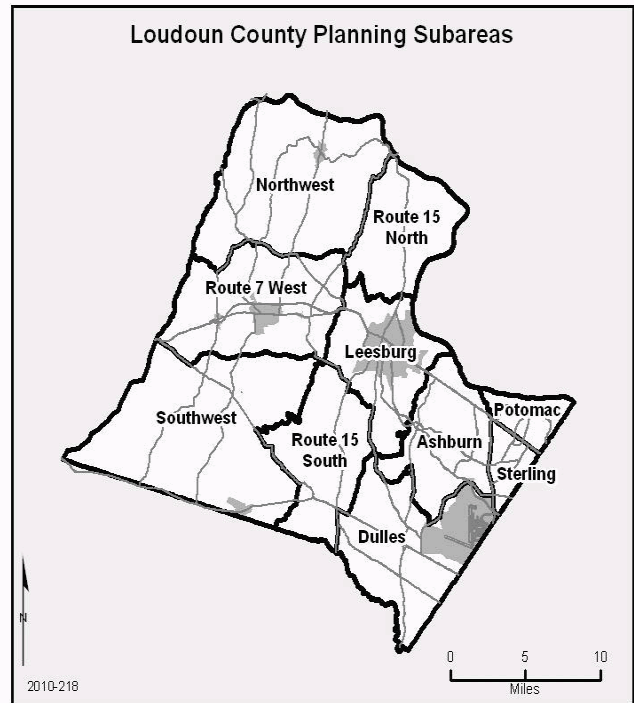 Loudoun County Planning Subareas
Northwest
Route 15
North
Route 7 West
Leesburg
Southwest
Potomac
Ashburn
Route 15
South
Sterling
Dulles
N
0 5 10
Miles
2010-218